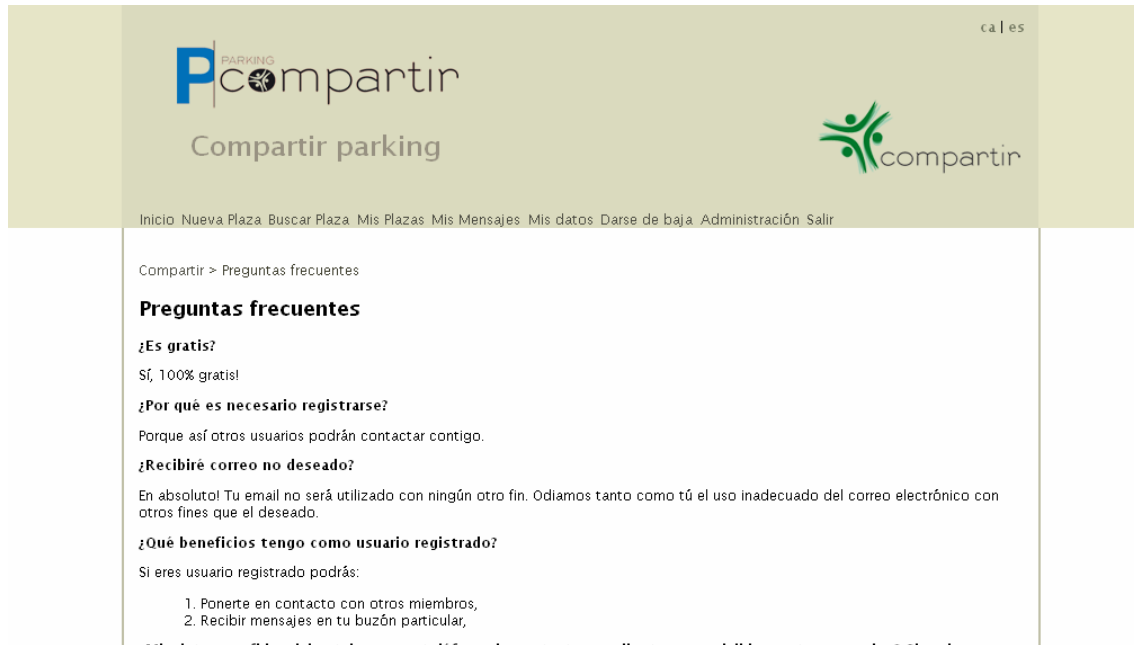 ca | es
PARKING
Pcompartir
Compartir parking
compartir
Inicio Nueva Plaza Buscar Plaza Mis Plazas Mis Mensajes Mis datos Darse de baja Administración Salir
Compartir > Preguntas frecuentes
Preguntas frecuentes
¿Es gratis?
Sí, 100% gratis!
¿Por qué es necesario registrarse?
Porque así otros usuarios podrán contactar contigo.
¿Recibiré correo no deseado?
En absoluto! Tu email no será utilizado con ningún otro fin. Odiamos tanto como tú el uso inadecuado del correo electrónico con
otros fines que el deseado.
¿Qué beneficios tengo como usuario registrado?
Si eres usuario registrado podrás:
1. Ponerte en contacto con otros miembros,
2. Recibir mensajes en tu buzón particular,